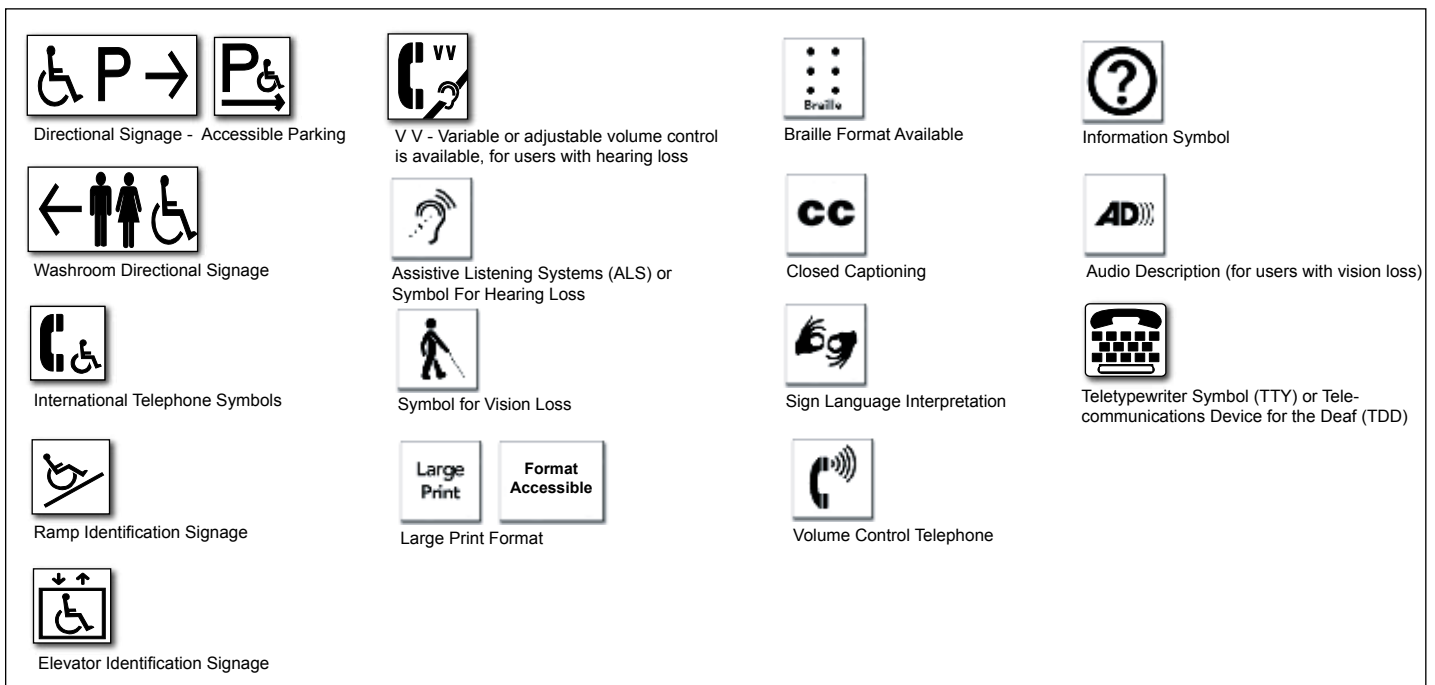 P
P
Directional Signage - Accessible Parking
Washroom Directional Signage
International Telephone Symbols
Ramp Identification Signage
Elevator Identification Signage
V V
V V - Variable or adjustable volume control
is available, for users with hearing loss
Assistive Listening Systems (ALS) or
Symbol For Hearing Loss
Symbol for Vision Loss
Large
Print
Format
Accessible
Large Print Format
Braille
Braille Format Available
CC
Closed Captioning
Sign Language Interpretation
Volume Control Telephone
?
Information Symbol
AD
Audio Description (for users with vision loss)
Teletypewriter Symbol (TTY) or Tele-
communications Device for the Deaf (TDD)